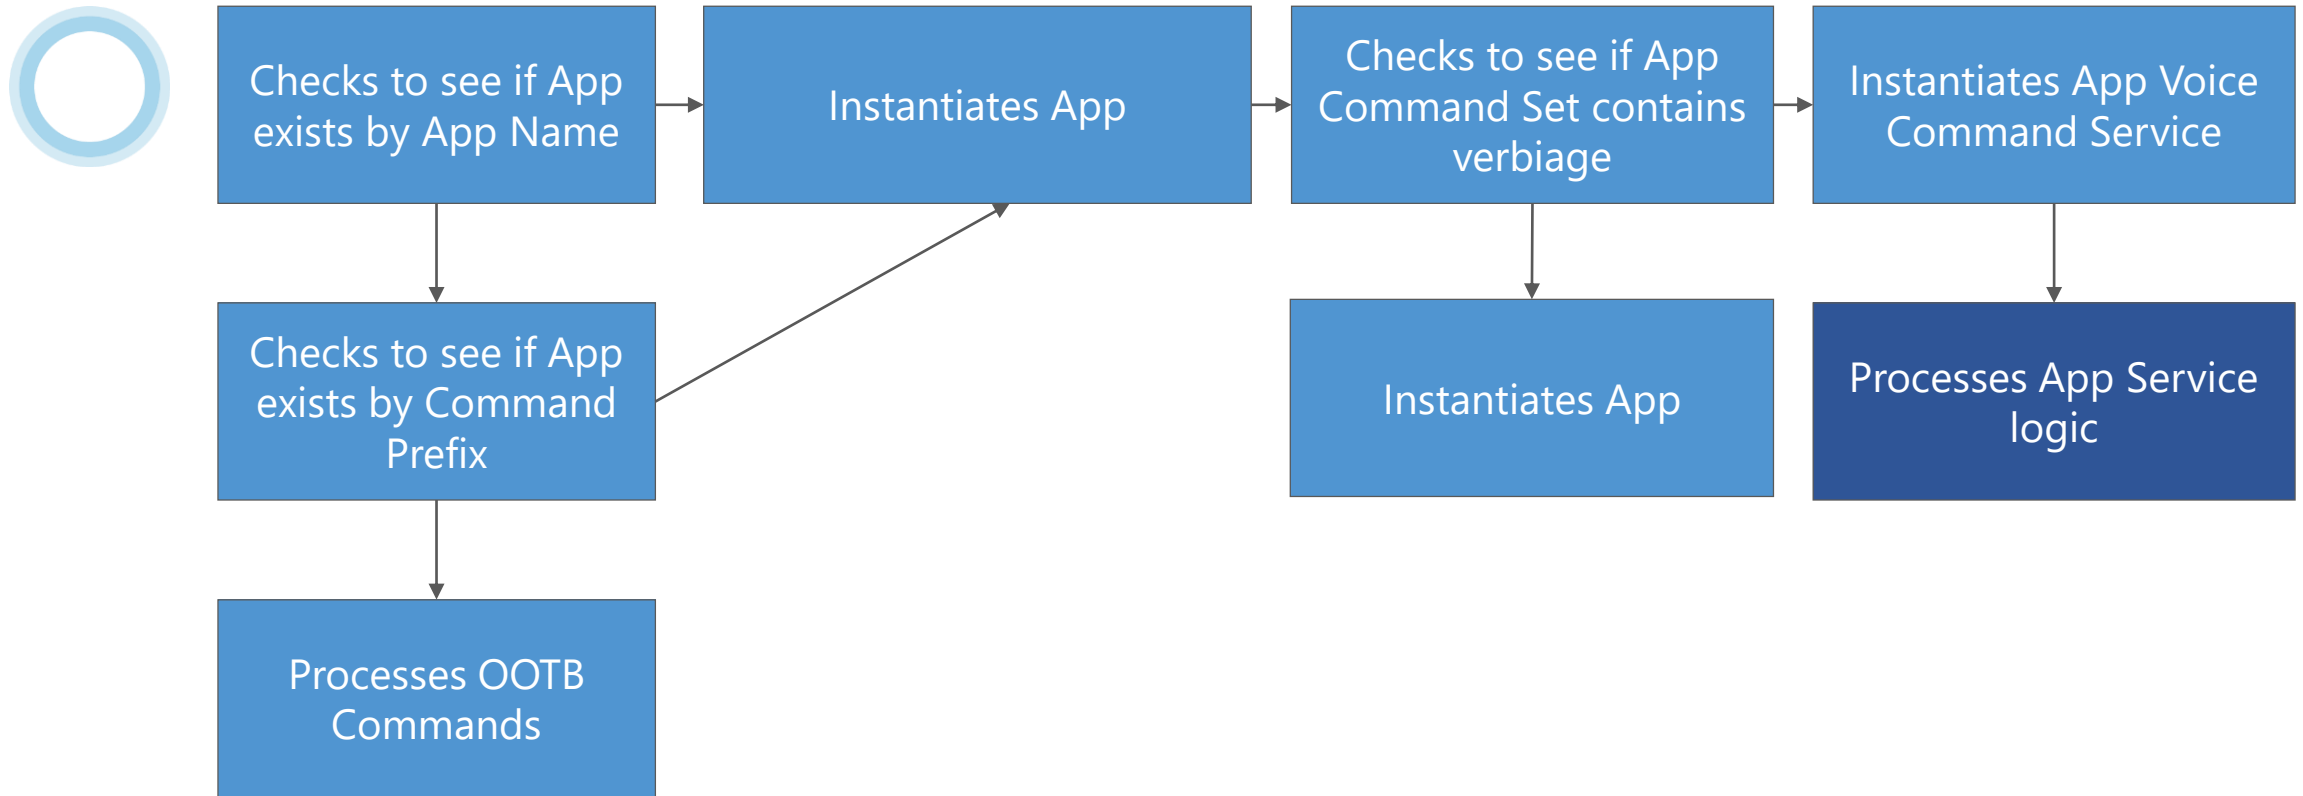 Checks to see if App
exists by App Name
Instantiates App
Checks to see if App
Command Set contains
verbiage
Instantiates App Voice
Command Service
Checks to see if App
exists by Command
Prefix
Instantiates App
Processes App Service
logic
Processes OOTB
Commands